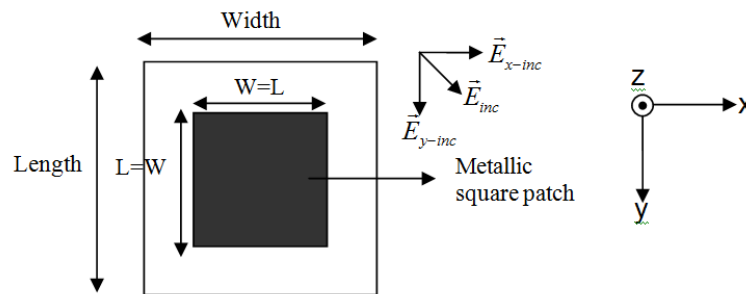 Width
W=L
Length
L=W
E x-inc
E inc
E y-inc
Metallic
square patch
z
x
y